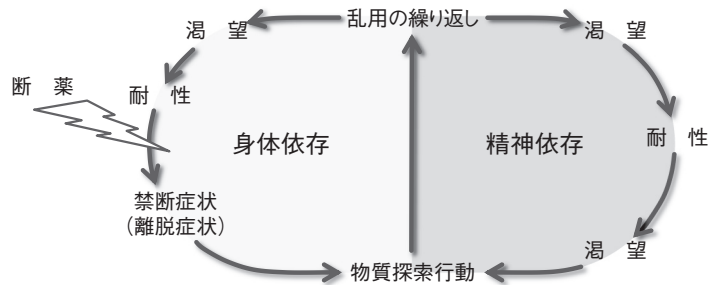 乱用の繰り返し
渇 望
渇 望
断 薬
耐 性
身体依存
精神依存
耐 性
禁断症状
(離脱症状)
渇 望
物質探索行動